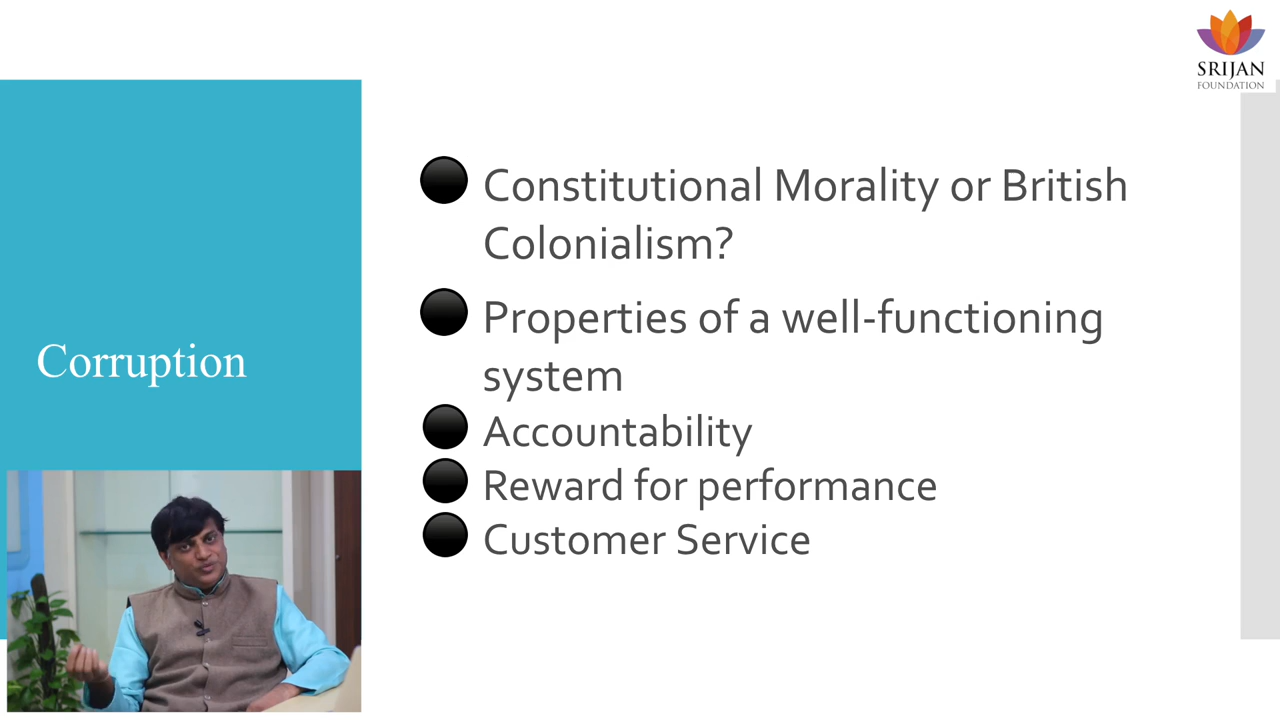 SRIJAN
FOUNDATION
Corruption
Constitutional Morality or British
Colonialism?
Properties of a well-functioning
system
Accountability
Reward for performance
Customer Service